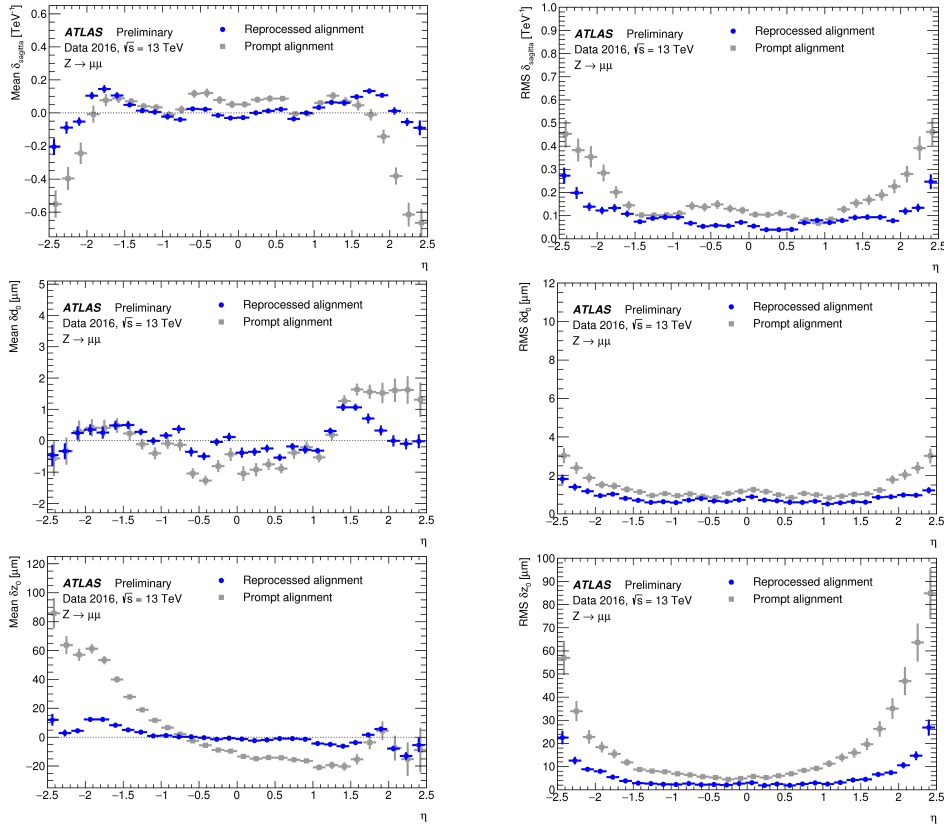 Mean δsagitta [TeV⁻¹]
0.6
0.4
0.2
0.0
−0.2
−0.4
−0.6
ATLAS Preliminary
Data 2016, √s = 13 TeV
Z → μμ
Reprocessed alignment
Prompt alignment
−2.5 −2 −1.5 −1 −0.5 0 0.5 1 1.5 2 2.5
η
RMS δsagitta [TeV⁻¹]
1.0
0.9
0.8
0.7
0.6
0.5
0.4
0.3
0.2
0.1
0.0
ATLAS Preliminary
Data 2016, √s = 13 TeV
Z → μμ
Reprocessed alignment
Prompt alignment
−2.5 −2 −1.5 −1 −0.5 0 0.5 1 1.5 2 2.5
η
Mean δd₀ [μm]
5
4
3
2
1
0
−1
−2
ATLAS Preliminary
Data 2016, √s = 13 TeV
Z → μμ
Reprocessed alignment
Prompt alignment
−2.5 −2 −1.5 −1 −0.5 0 0.5 1 1.5 2 2.5
η
RMS δd₀ [μm]
12
10
8
6
4
2
0
ATLAS Preliminary
Data 2016, √s = 13 TeV
Z → μμ
Reprocessed alignment
Prompt alignment
−2.5 −2 −1.5 −1 −0.5 0 0.5 1 1.5 2 2.5
η
Mean δz₀ [μm]
120
100
80
60
40
20
0
−20
ATLAS Preliminary
Data 2016, √s = 13 TeV
Z → μμ
Reprocessed alignment
Prompt alignment
−2.5 −2 −1.5 −1 −0.5 0 0.5 1 1.5 2 2.5
η
RMS δz₀ [μm]
100
90
80
70
60
50
40
30
20
10
0
ATLAS Preliminary
Data 2016, √s = 13 TeV
Z → μμ
Reprocessed alignment
Prompt alignment
−2.5 −2 −1.5 −1 −0.5 0 0.5 1 1.5 2 2.5
η